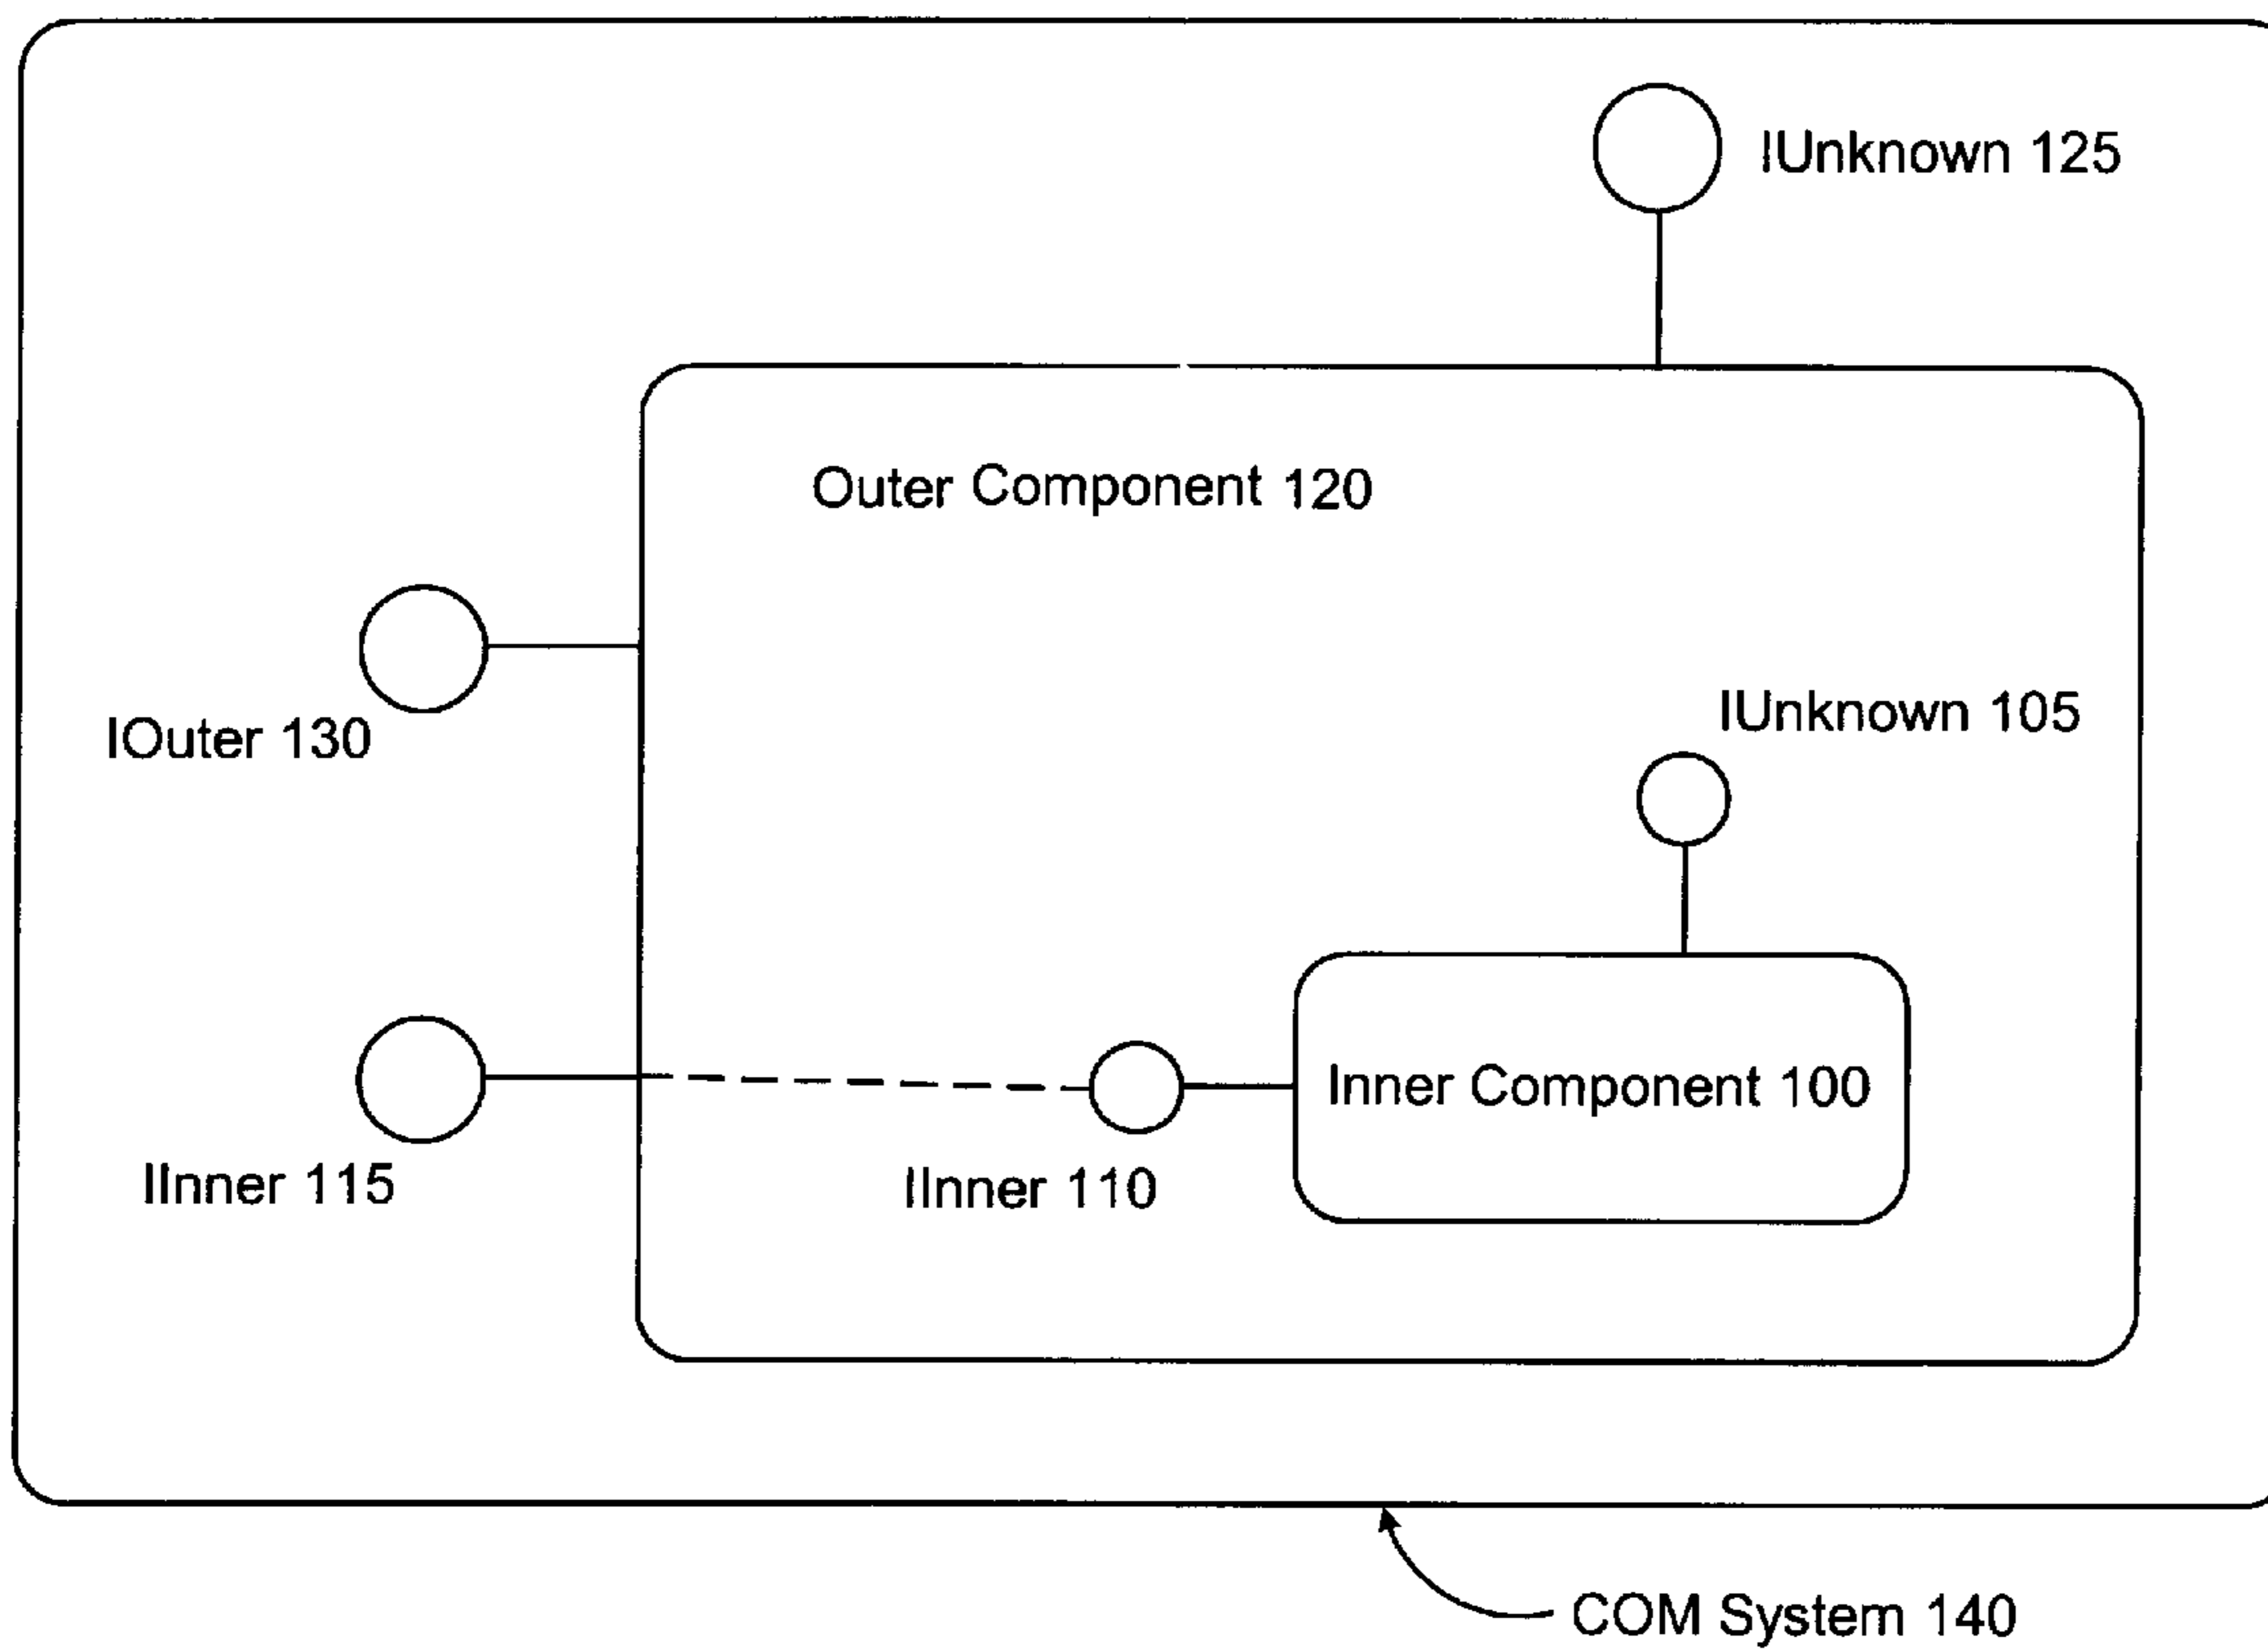 IUnknown 125
Outer Component 120
IOuter 130
IUnknown 105
Inner Component 100
IInner 115
IInner 110
COM System 140